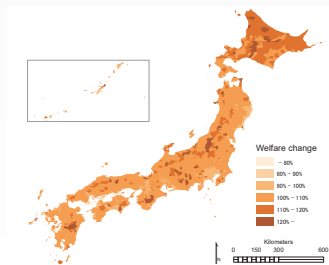 Welfare change
- 80%
80% - 90%
90% - 100%
100% - 110%
110% - 120%
120% -
Kilometers
0 150 300 600
N